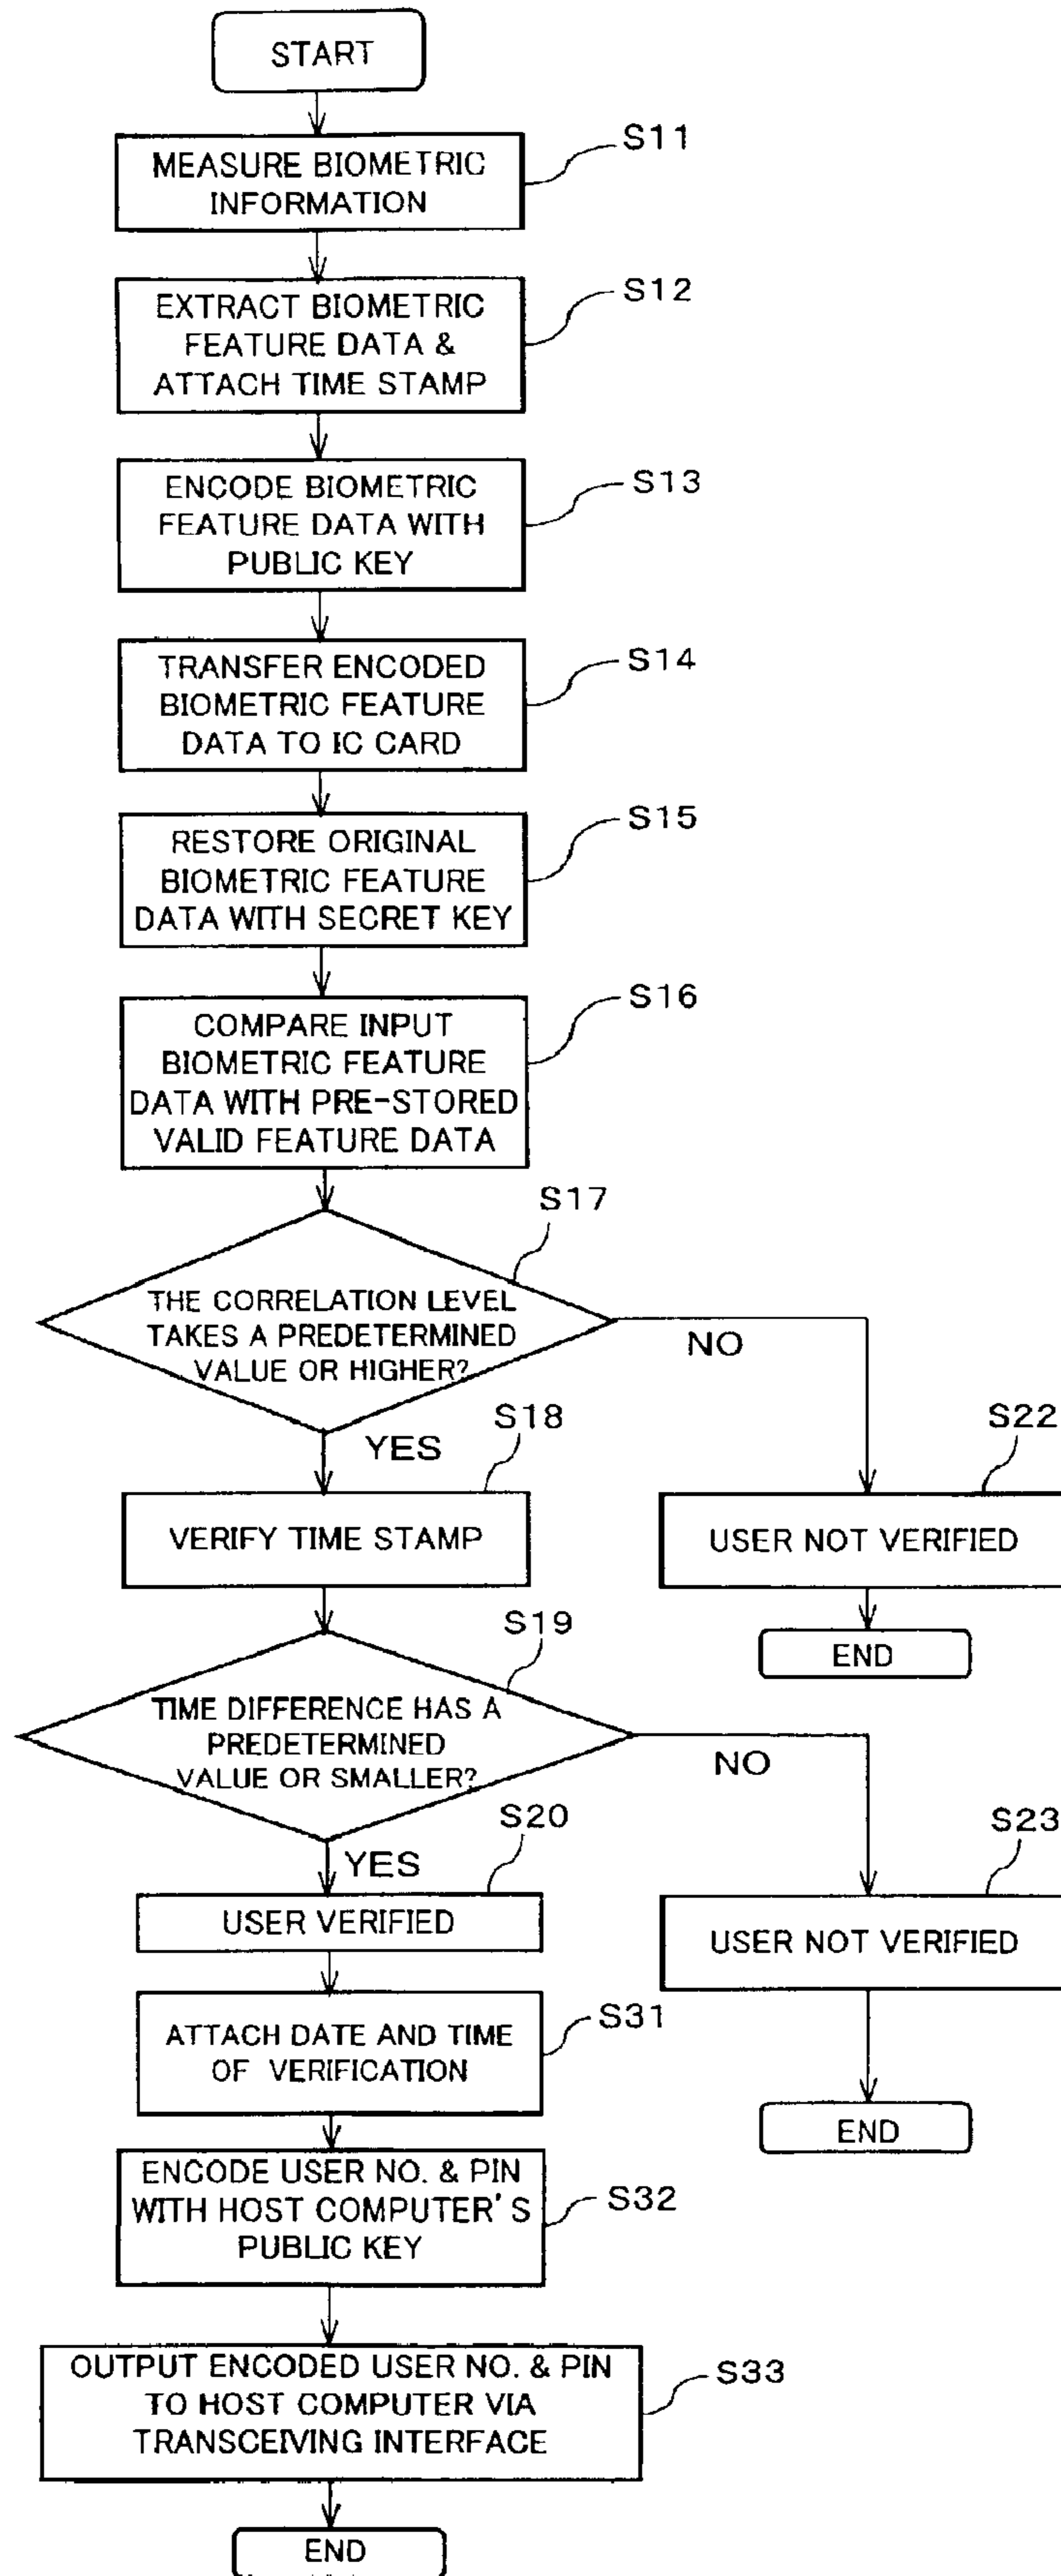 START
S11
MEASURE BIOMETRIC
INFORMATION
S12
EXTRACT BIOMETRIC
FEATURE DATA &
ATTACH TIME STAMP
S13
ENCODE BIOMETRIC
FEATURE DATA WITH
PUBLIC KEY
S14
TRANSFER ENCODED
BIOMETRIC FEATURE
DATA TO IC CARD
S15
RESTORE ORIGINAL
BIOMETRIC FEATURE
DATA WITH SECRET KEY
S16
COMPARE INPUT
BIOMETRIC FEATURE
DATA WITH PRE-STORED
VALID FEATURE DATA
S17
THE CORRELATION LEVEL
TAKES A PREDETERMINED
VALUE OR HIGHER?
NO
YES
S18
VERIFY TIME STAMP
S22
USER NOT VERIFIED
END
S19
TIME DIFFERENCE HAS A
PREDETERMINED
VALUE OR SMALLER?
NO
YES
S20
USER VERIFIED
S23
USER NOT VERIFIED
END
S31
ATTACH DATE AND TIME
OF VERIFICATION
S32
ENCODE USER NO. & PIN
WITH HOST COMPUTER'S
PUBLIC KEY
S33
OUTPUT ENCODED USER NO. & PIN
TO HOST COMPUTER VIA
TRANSCEIVING INTERFACE
END